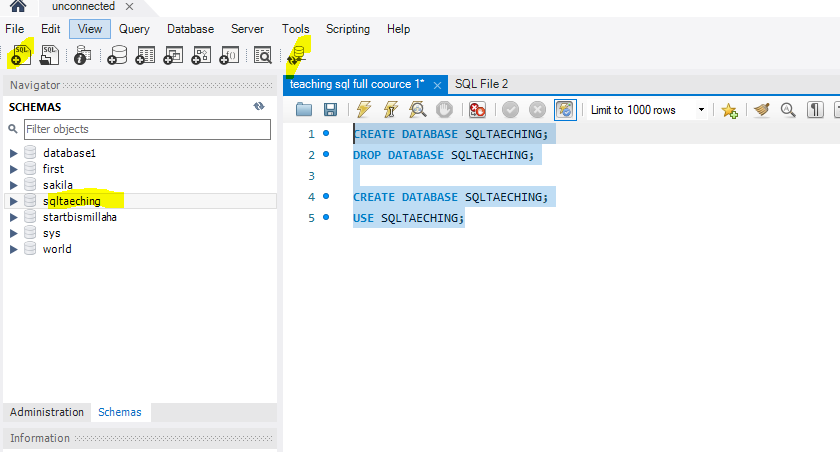 unconnected
File Edit View Query Database Server Tools Scripting Help
SQL SQL
Navigator
SCHEMAS
Filter objects
database1
first
sakila
sqltaeching
startbismillaha
sys
world
Administration Schemas
Information
teaching sql full coource 1* SQL File 2
Limit to 1000 rows
1 CREATE DATABASE SQLTAECHING;
2 DROP DATABASE SQLTAECHING;
3
4 CREATE DATABASE SQLTAECHING;
5 USE SQLTAECHING;